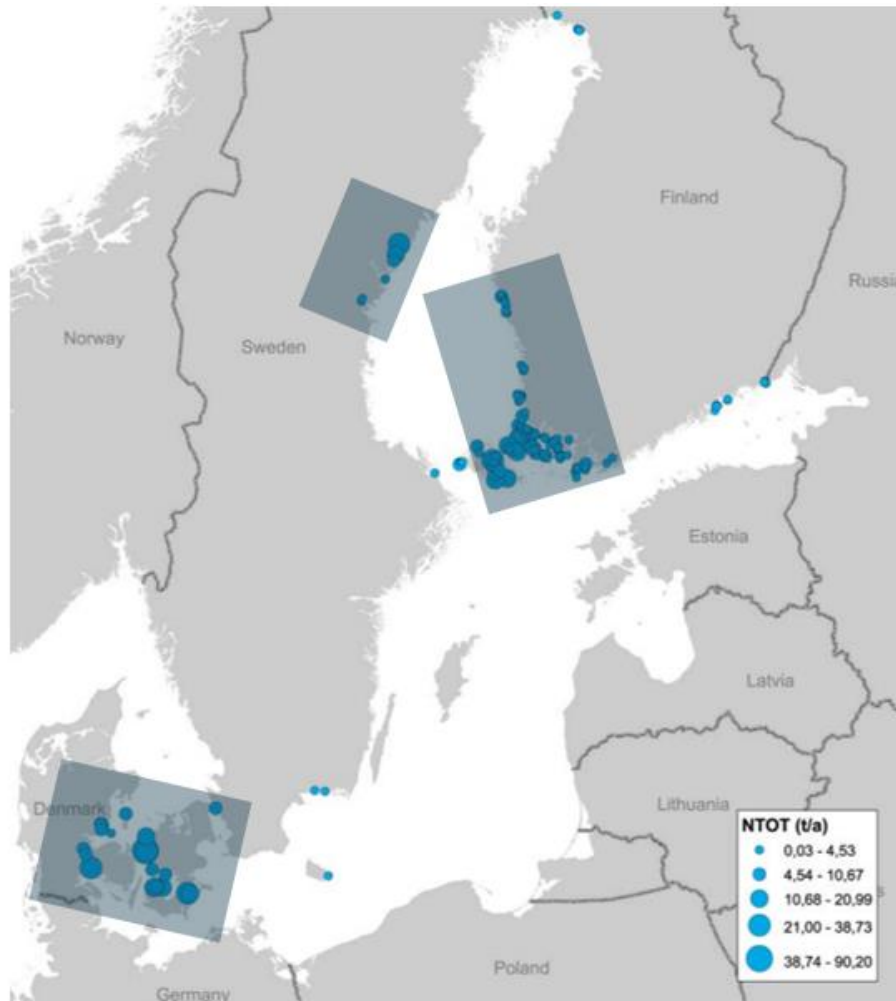 Finland
Russia
Norway
Sweden
Estonia
Latvia
Denmark
Lithuania
NTOT (t/a)
0,03 - 4,53
4,54 - 10,67
10,68 - 20,99
21,00 - 38,73
38,74 - 90,20
Poland
Germany